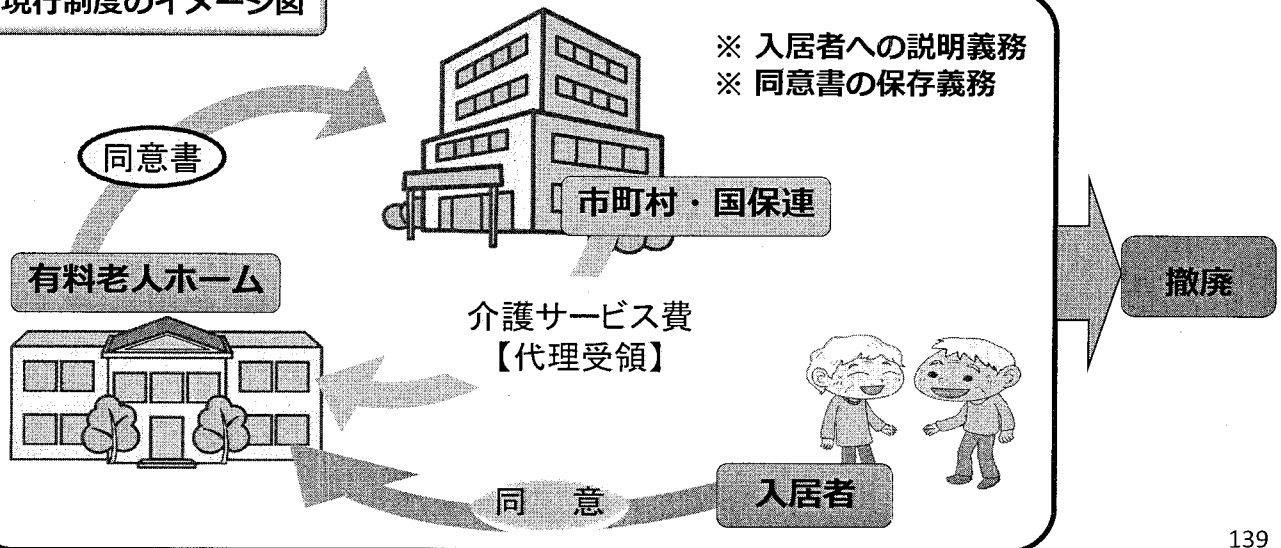 現行制度のイメージ図
※ 入居者への説明義務
※ 同意書の保存義務
同意書
市町村・国保連
有料老人ホーム
撤廃
介護サービス費
【代理受領】
入居者
同 意
139